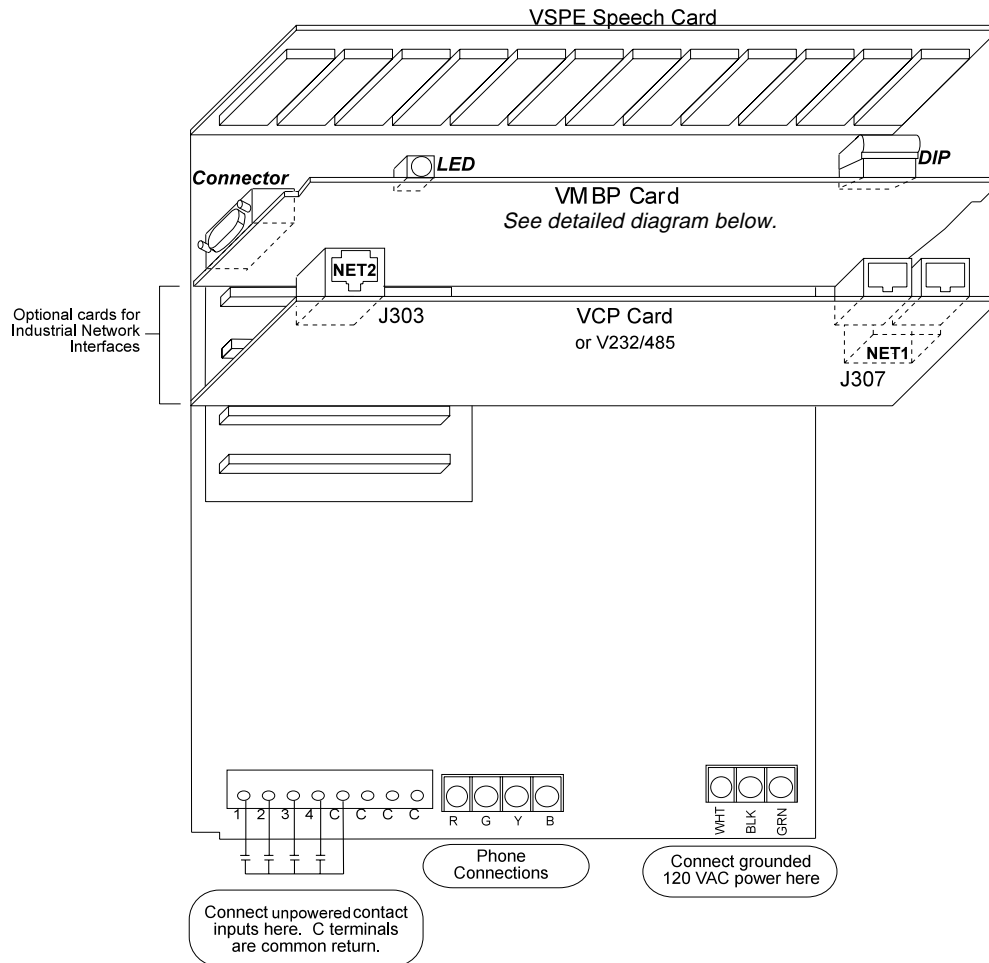 VSPE Speech Card
LED
DIP
Connector
VMBP Card
See detailed diagram below.
NET2
J303
VCP Card
or V232/485
NET1
J307
Optional cards for
Industrial Network
Interfaces
1 2 3 4 C C C C
R G Y B
WHT
BLK
GRN
Phone
Connections
Connect grounded
120 VAC power here
Connect unpowered contact
inputs here. C terminals
are common return.